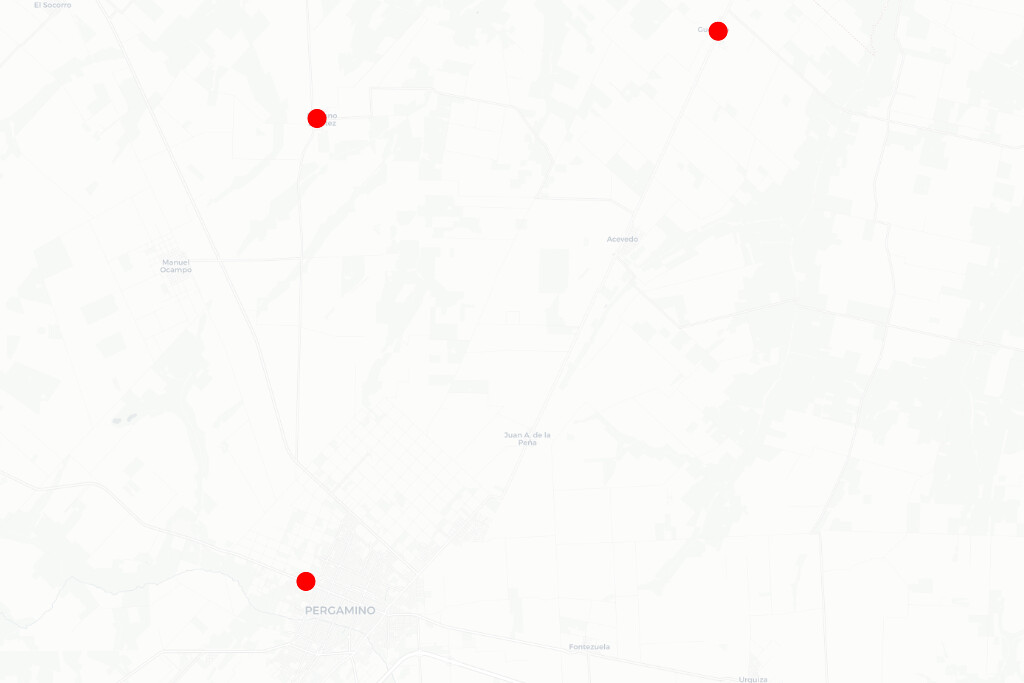 El Socorro
Acevedo
Manuel
Ocampo
Juan A. de la
Peña
PERGAMINO
Fontezuela
Urquiza